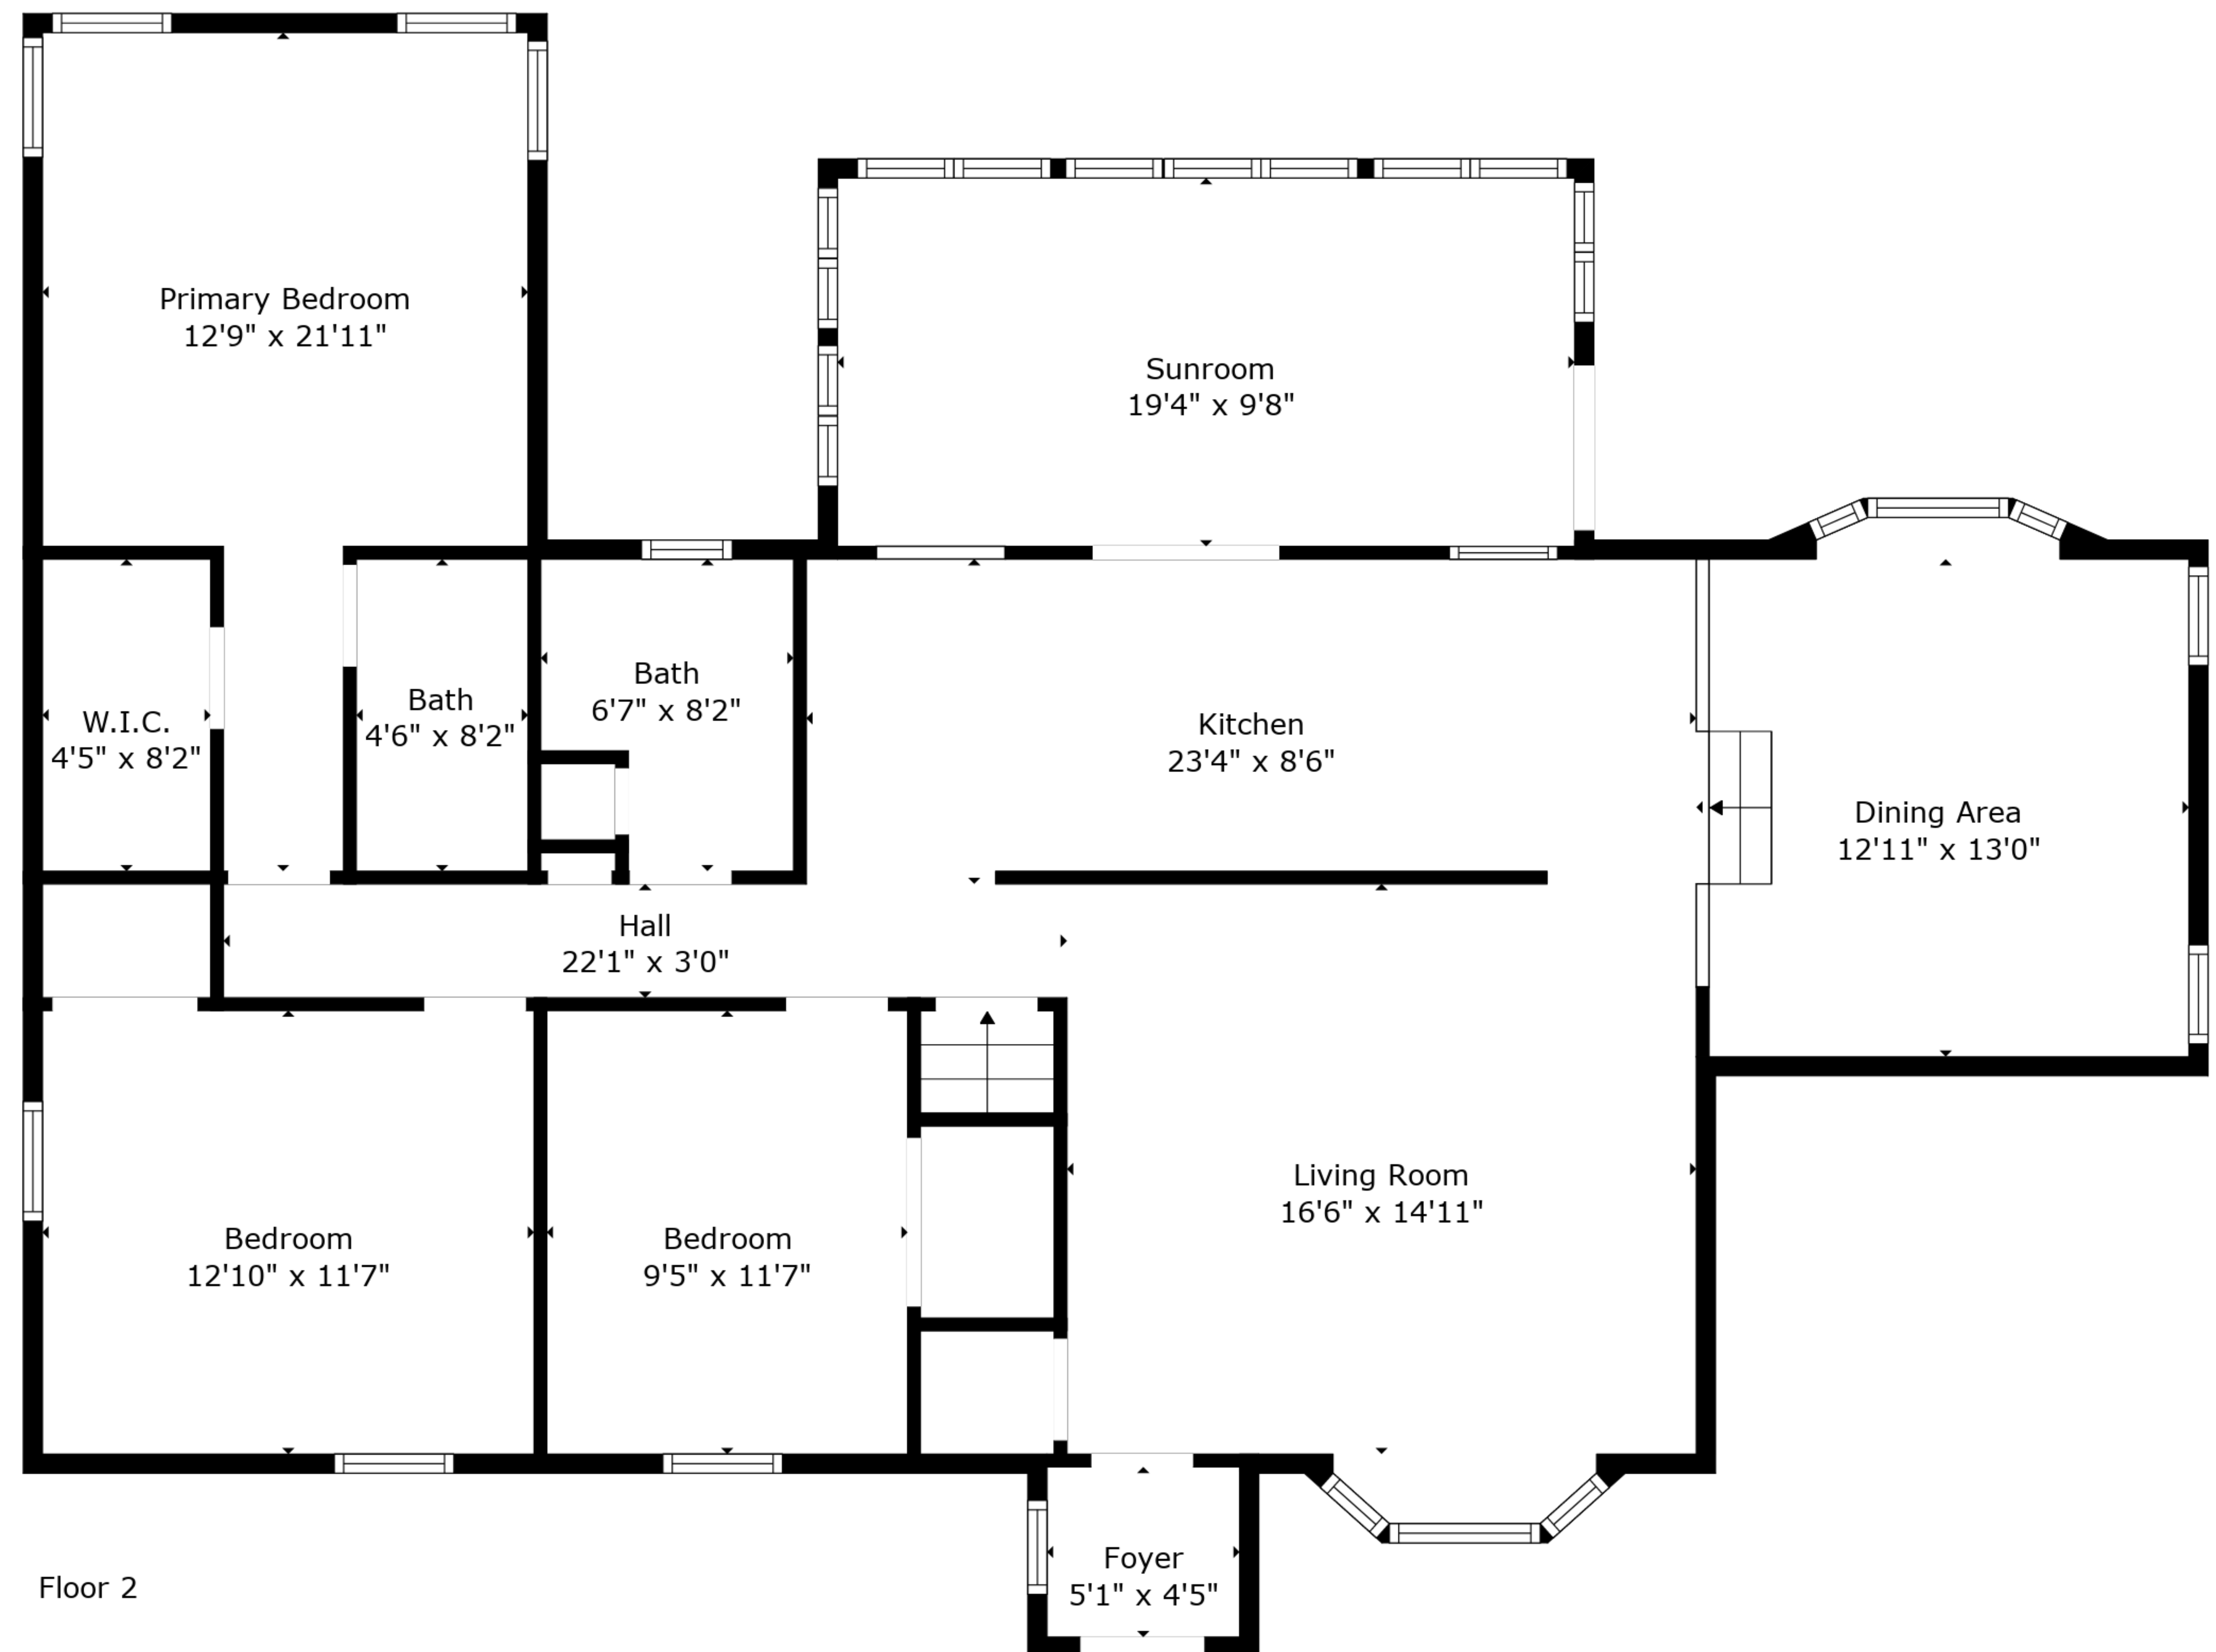 Primary Bedroom
12'9" x 21'11"
Sunroom
19'4" x 9'8"
W.I.C.
4'5" x 8'2"
Bath
4'6" x 8'2"
Bath
6'7" x 8'2"
Kitchen
23'4" x 8'6"
Dining Area
12'11" x 13'0"
Hall
22'1" x 3'0"
Bedroom
12'10" x 11'7"
Bedroom
9'5" x 11'7"
Living Room
16'6" x 14'11"
Foyer
5'1" x 4'5"
Floor 2